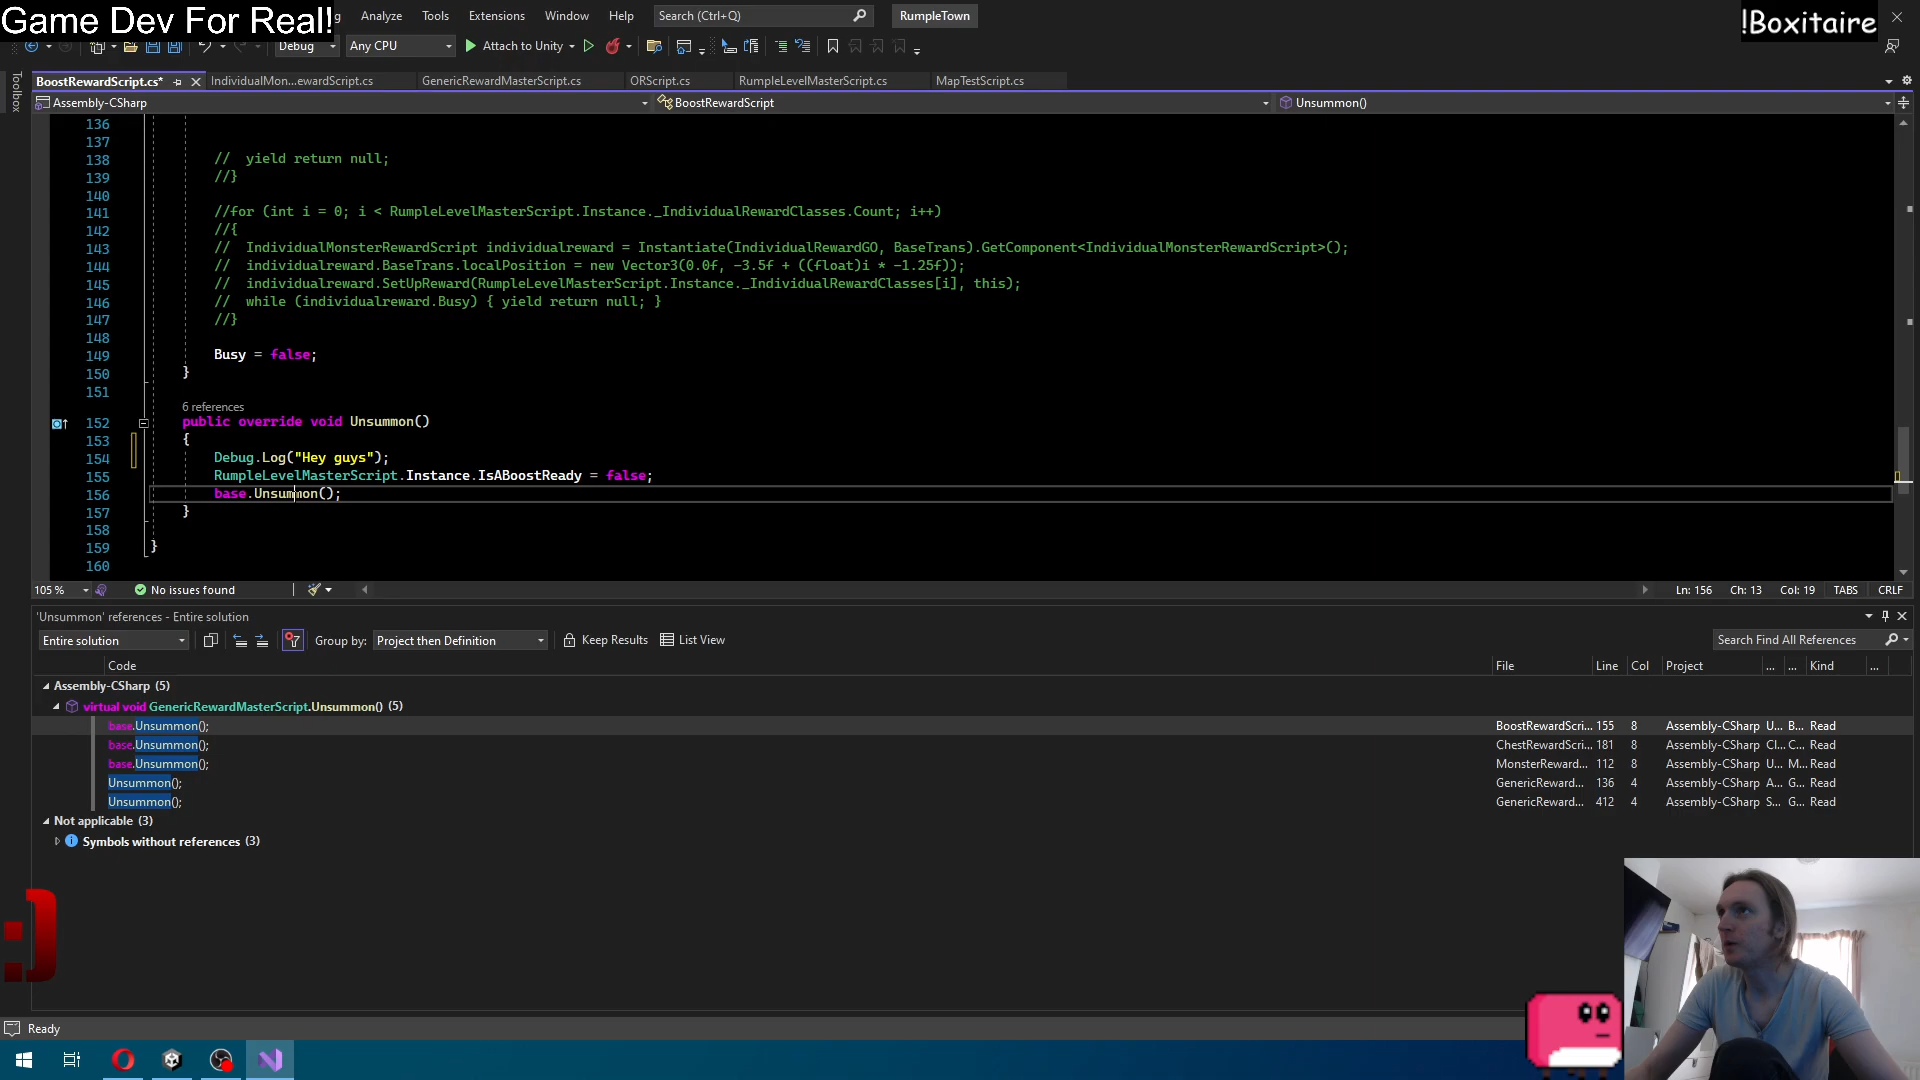 Game Dev For Real!
Analyze Tools Extensions Window Help Search (Ctrl+Q) RumpleTown
!Boxitaire
Debug Any CPU Attach to Unity
Toolbox
BoostRewardScript.cs* IndividualMon...ewardScript.cs GenericRewardMasterScript.cs ORScript.cs RumpleLevelMasterScript.cs MapTestScript.cs
Assembly-CSharp BoostRewardScript Unsummon()
136
137
138 // yield return null;
139 //}
140
141 //for (int i = 0; i < RumpleLevelMasterScript.Instance._IndividualRewardClasses.Count; i++)
142 //{
143 // IndividualMonsterRewardScript individualreward = Instantiate(IndividualRewardGO, BaseTrans).GetComponent<IndividualMonsterRewardScript>();
144 // individualreward.BaseTrans.localPosition = new Vector3(0.0f, -3.5f + ((float)i * -1.25f));
145 // individualreward.SetUpReward(RumpleLevelMasterScript.Instance._IndividualRewardClasses[i], this);
146 // while (individualreward.Busy) { yield return null; }
147 //}
148
149 Busy = false;
150 }
151
6 references
152 public override void Unsummon()
153 {
154 Debug.Log("Hey guys");
155 RumpleLevelMasterScript.Instance.IsABoostReady = false;
156 base.Unsummon();
157 }
158
159 }
160
105 % No issues found Ln: 156 Ch: 13 Col: 19 TABS CRLF
'Unsummon' references - Entire solution
Entire solution Group by: Project then Definition Keep Results List View Search Find All References
Code File Line Col Project ... ... Kind ...
Assembly-CSharp (5)
virtual void GenericRewardMasterScript.Unsummon() (5)
base.Unsummon(); BoostRewardScri... 155 8 Assembly-CSharp U... B... Read
base.Unsummon(); ChestRewardScri... 181 8 Assembly-CSharp Cl... C... Read
base.Unsummon(); MonsterReward... 112 8 Assembly-CSharp U... M... Read
Unsummon(); GenericReward... 136 4 Assembly-CSharp A... G... Read
Unsummon(); GenericReward... 412 4 Assembly-CSharp S... G... Read
Not applicable (3)
Symbols without references (3)
:)
Ready